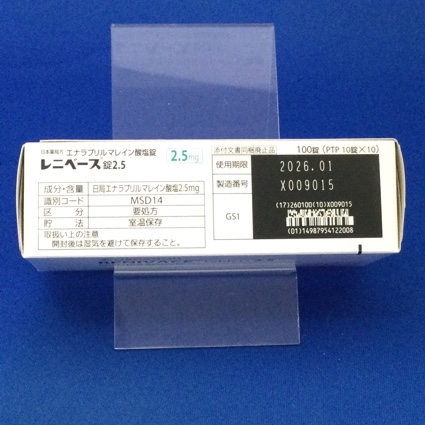 日本薬局方 エナラプリルマレイン酸塩錠
レニベース錠2.5
2.5mg
成分・含量 日局エナラプリルマレイン酸塩2.5mg
識別コード MSD14
区分 要処方
貯法 室温保存
取扱い上の注意
開封後は湿気を避けて保存すること。
添付文書同梱廃止品 100錠 (PTP 10錠×10)
使用期限 2026.01
製造番号 X009015
GS1
(17)260100(10)X009015
(01)14987954122008